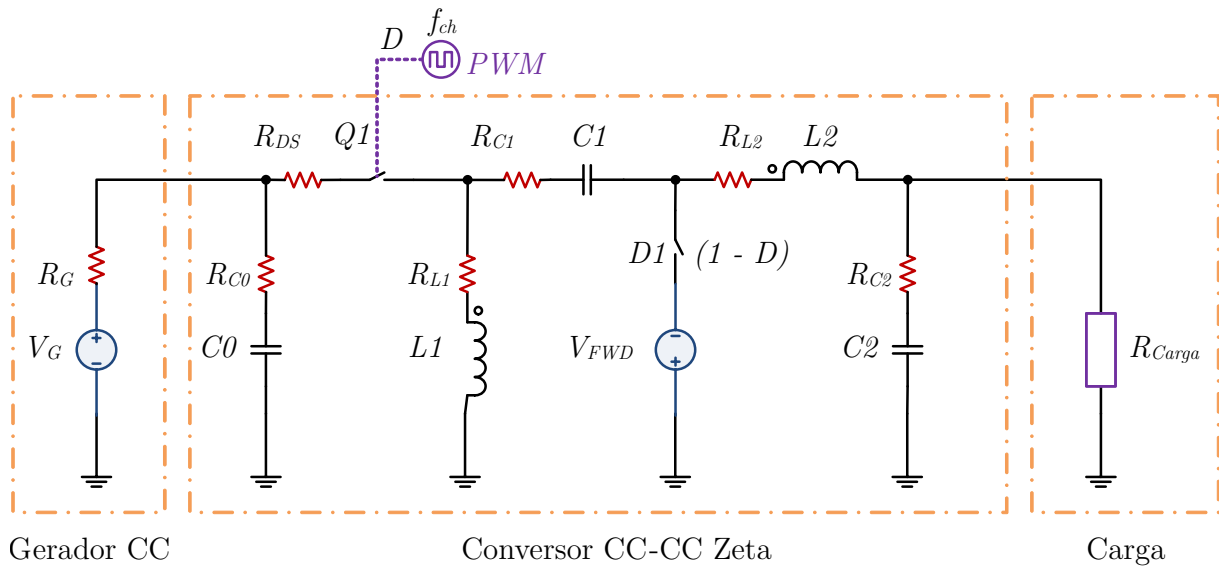 f_ch
D
PWM
R_DS
Q1
R_C1
C1
R_L2
L2
R_G
R_C0
R_L1
D1 (1 - D)
R_C2
V_G
+
-
C0
L1
V_FWD
-
+
C2
R_Carga
Gerador CC
Conversor CC-CC Zeta
Carga